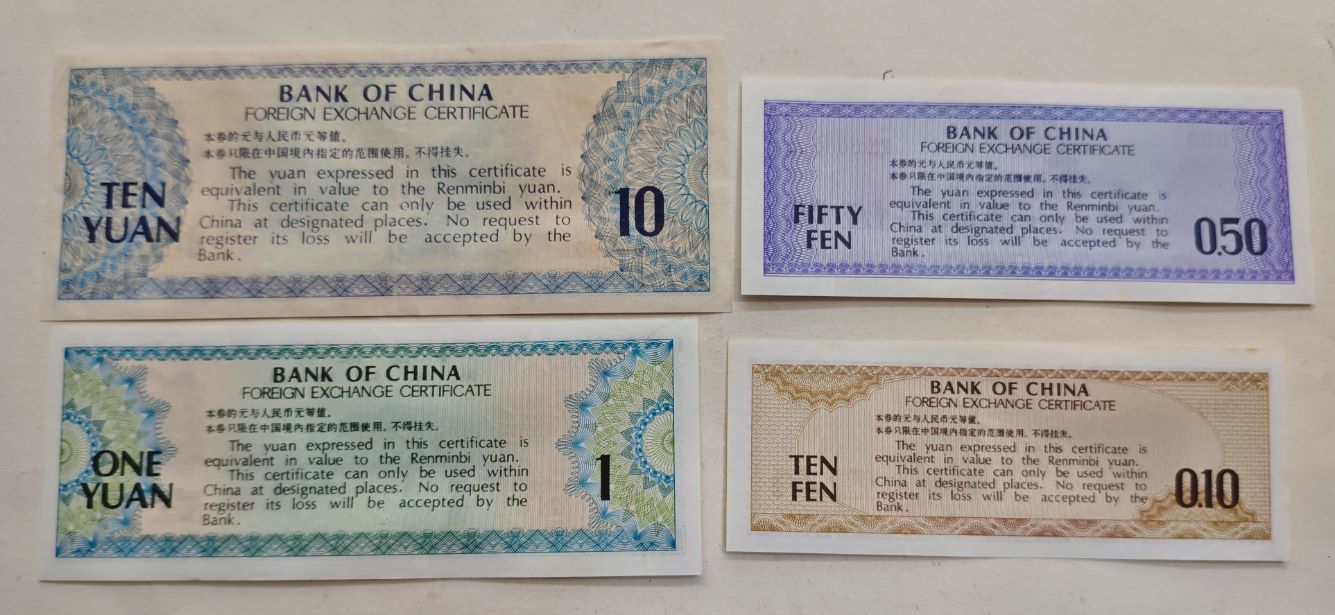 BANK OF CHINA
FOREIGN EXCHANGE CERTIFICATE
本券的元与人民币元等值。
本券只限在中国境内指定的范围使用。不得挂失。
The yuan expressed in this certificate is
equivalent in value to the Renminbi yuan.
This certificate can only be used within
China at designated places. No request to
register its loss will be accepted by the
Bank.
TEN
YUAN
10
BANK OF CHINA
FOREIGN EXCHANGE CERTIFICATE
本券的元与人民币元等值。
本券只限在中国境内指定的范围使用。不得挂失。
The yuan expressed in this certificate is
equivalent in value to the Renminbi yuan.
This certificate can only be used within
China at designated places. No request to
register its loss will be accepted by the
Bank.
FIFTY
FEN
0.50
BANK OF CHINA
FOREIGN EXCHANGE CERTIFICATE
本券的元与人民币元等值。
本券只限在中国境内指定的范围使用。不得挂失。
The yuan expressed in this certificate is
equivalent in value to the Renminbi yuan.
This certificate can only be used within
China at designated places. No request to
register its loss will be accepted by the
Bank.
ONE
YUAN
1
BANK OF CHINA
FOREIGN EXCHANGE CERTIFICATE
本券的元与人民币元等值。
本券只限在中国境内指定的范围使用。不得挂失。
The yuan expressed in this certificate is
equivalent in value to the Renminbi yuan.
This certificate can only be used within
China at designated places. No request to
register its loss will be accepted by the
Bank.
TEN
FEN
0.10